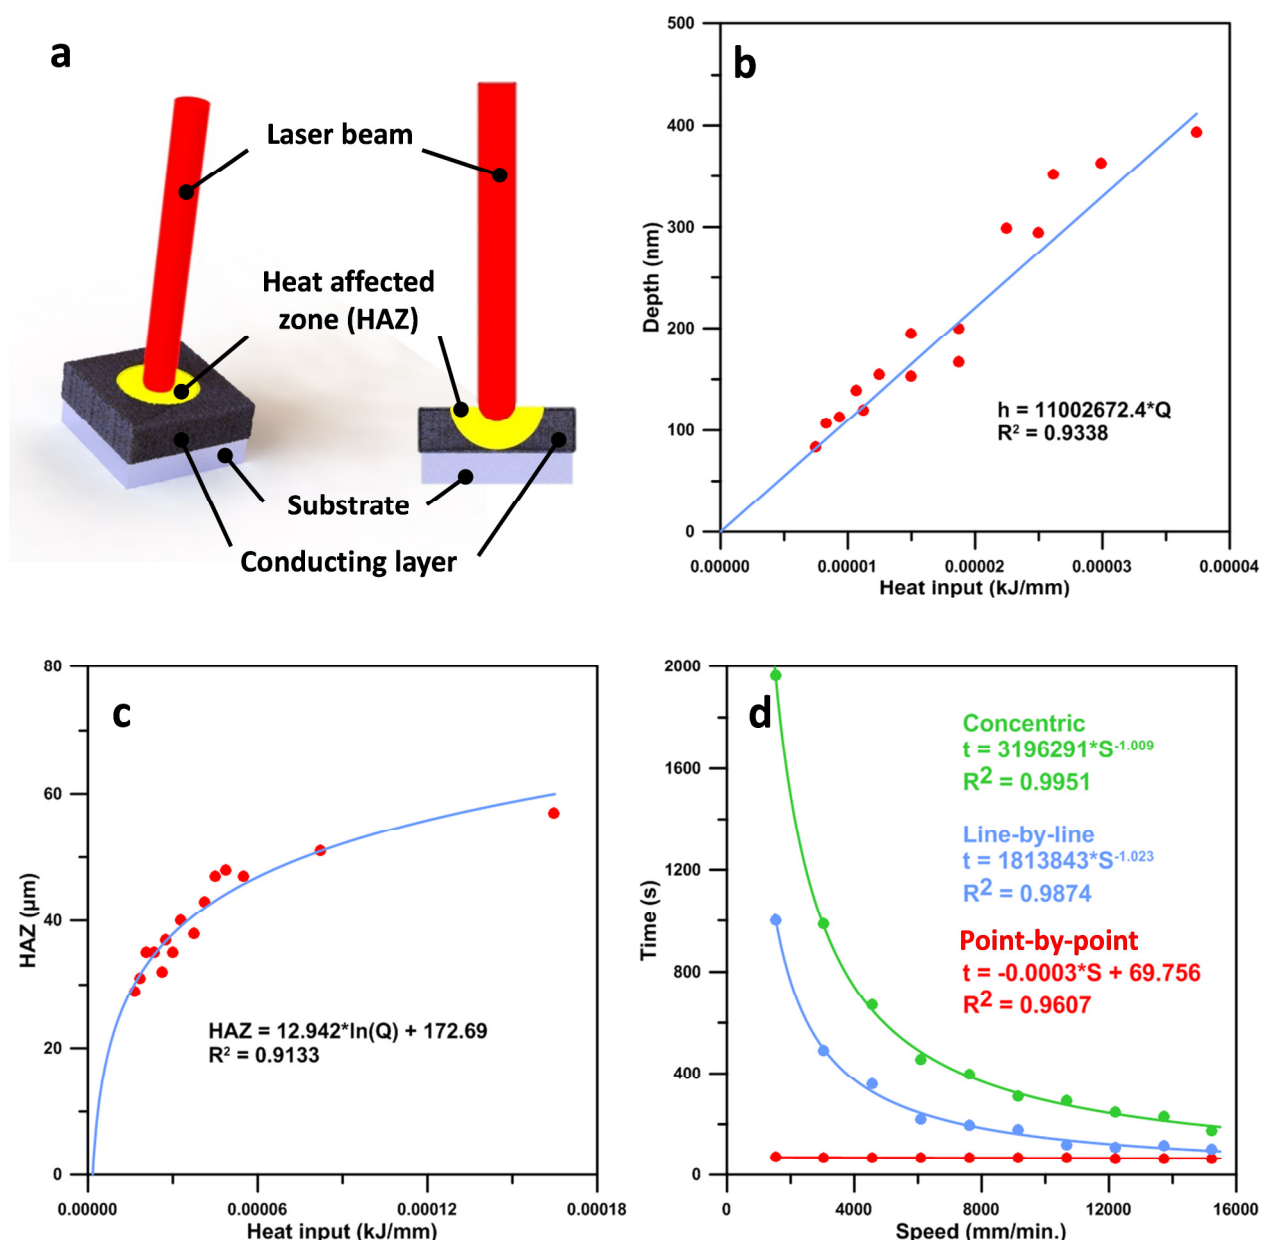 a
Laser beam
Heat affected
zone (HAZ)
Substrate
Conducting layer
b
500
400
300
200
100
0
Depth (nm)
h = 11002672.4*Q
R² = 0.9338
0.00000 0.00001 0.00002 0.00003 0.00004
Heat input (kJ/mm)
c
80
60
40
20
0
HAZ (µm)
HAZ = 12.942*ln(Q) + 172.69
R² = 0.9133
0.00000 0.00006 0.00012 0.00018
Heat input (kJ/mm)
d
2000
1600
1200
800
400
0
Time (s)
Concentric
t = 3196291*S⁻¹·⁰⁰⁹
R² = 0.9951
Line-by-line
t = 1813843*S⁻¹·⁰²³
R² = 0.9874
Point-by-point
t = -0.0003*S + 69.756
R² = 0.9607
0 4000 8000 12000 16000
Speed (mm/min.)